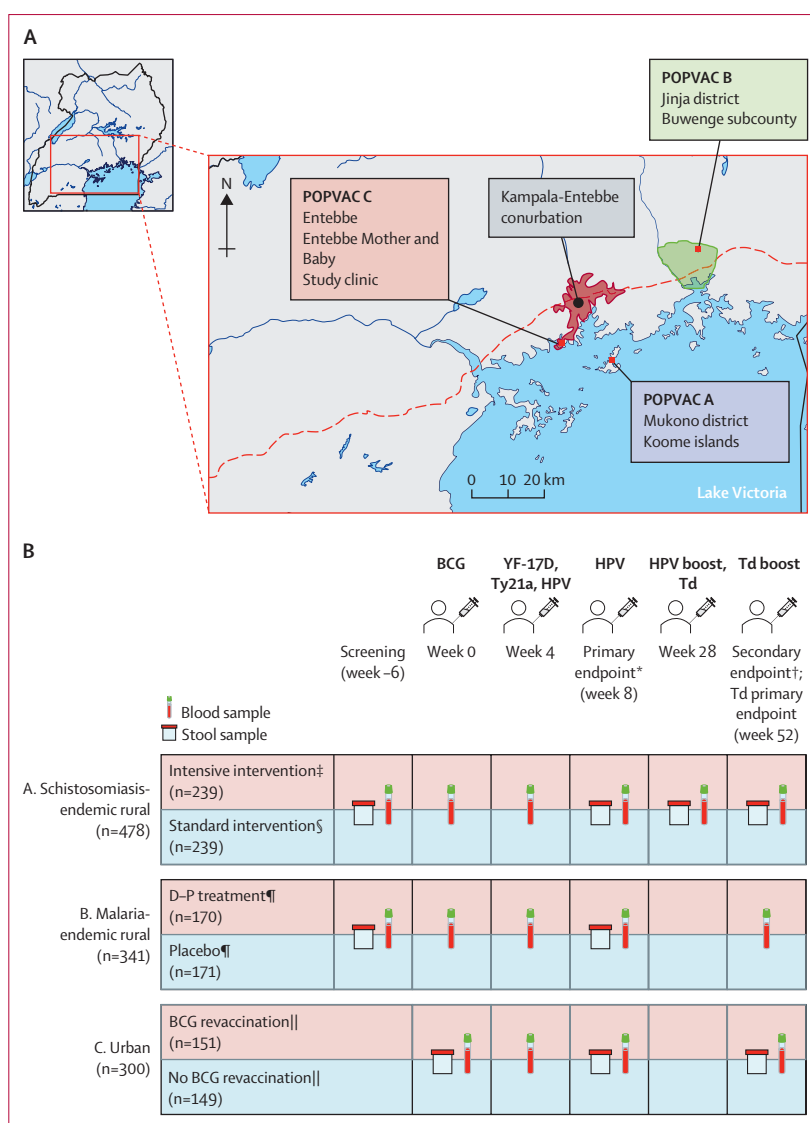 A
POPVAC B
Jinja district
Buwenge subcounty
N
POPVAC C
Entebbe
Entebbe Mother and
Baby
Study clinic
Kampala-Entebbe
conurbation
POPVAC A
Mukono district
Koome islands
0 10 20 km
Lake Victoria
B
BCG
YF-17D,
Ty21a, HPV
HPV
HPV boost,
Td
Td boost
Screening
(week –6)
Week 0
Week 4
Primary
endpoint*
(week 8)
Week 28
Secondary
endpoint†;
Td primary
endpoint
(week 52)
Blood sample
Stool sample
A. Schistosomiasis-
endemic rural
(n=478)
Intensive intervention‡
(n=239)
Standard intervention§
(n=239)
B. Malaria-
endemic rural
(n=341)
D–P treatment¶
(n=170)
Placebo¶
(n=171)
C. Urban
(n=300)
BCG revaccination||
(n=151)
No BCG revaccination||
(n=149)